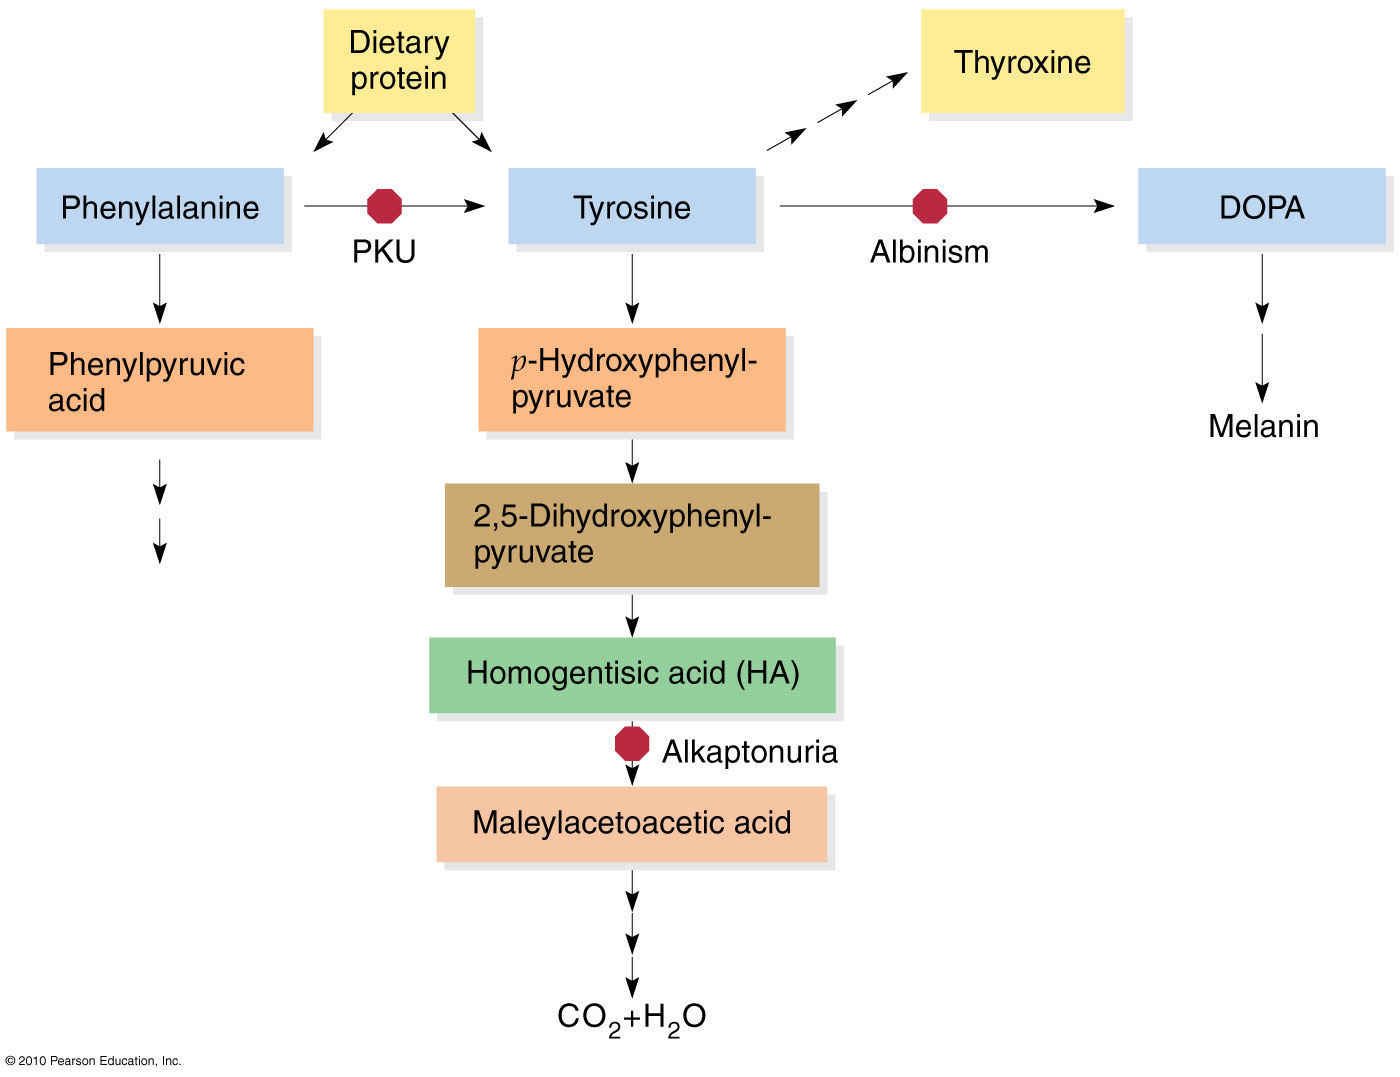 Dietary
protein
Thyroxine
Phenylalanine
Tyrosine
DOPA
PKU
Albinism
Phenylpyruvic
acid
p-Hydroxyphenyl-
pyruvate
Melanin
2,5-Dihydroxyphenyl-
pyruvate
Homogentisic acid (HA)
Alkaptonuria
Maleylacetoacetic acid
CO₂+H₂O
© 2010 Pearson Education, Inc.